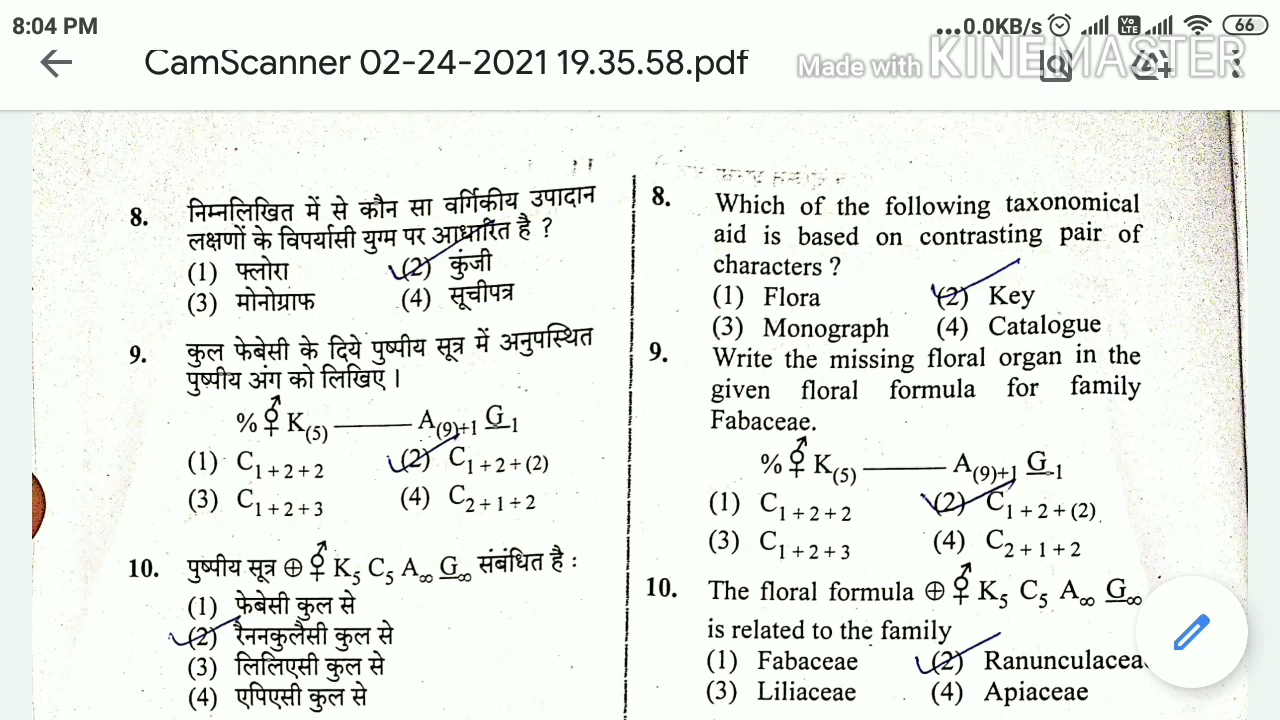 8:04 PM
...0.0KB/s Vo LTE 66
CamScanner 02-24-2021 19.35.58.pdf
Made with KINEMASTER
8. निम्नलिखित में से कौन सा वर्गिकीय उपादान
लक्षणों के विपर्यासी युग्म पर आधारित है ?
(1) फ्लोरा (2) कुंजी
(3) मोनोग्राफ (4) सूचीपत्र
9. कुल फेबेसी के दिये पुष्पीय सूत्र में अनुपस्थित
पुष्पीय अंग को लिखिए ।
% ⚥ K(5) ——— A(9)+1 G1
(1) C1+2+2 (2) C1+2+(2)
(3) C1+2+3 (4) C2+1+2
10. पुष्पीय सूत्र ⊕ ⚥ K5 C5 A∞ G∞ संबंधित है :
(1) फेबेसी कुल से
(2) रैननकुलैसी कुल से
(3) लिलिएसी कुल से
(4) एपिएसी कुल से
8. Which of the following taxonomical
aid is based on contrasting pair of
characters ?
(1) Flora (2) Key
(3) Monograph (4) Catalogue
9. Write the missing floral organ in the
given floral formula for family
Fabaceae.
% ⚥ K(5) ——— A(9)+1 G1
(1) C1+2+2 (2) C1+2+(2)
(3) C1+2+3 (4) C2+1+2
10. The floral formula ⊕ ⚥ K5 C5 A∞ G∞
is related to the family
(1) Fabaceae (2) Ranunculacea
(3) Liliaceae (4) Apiaceae